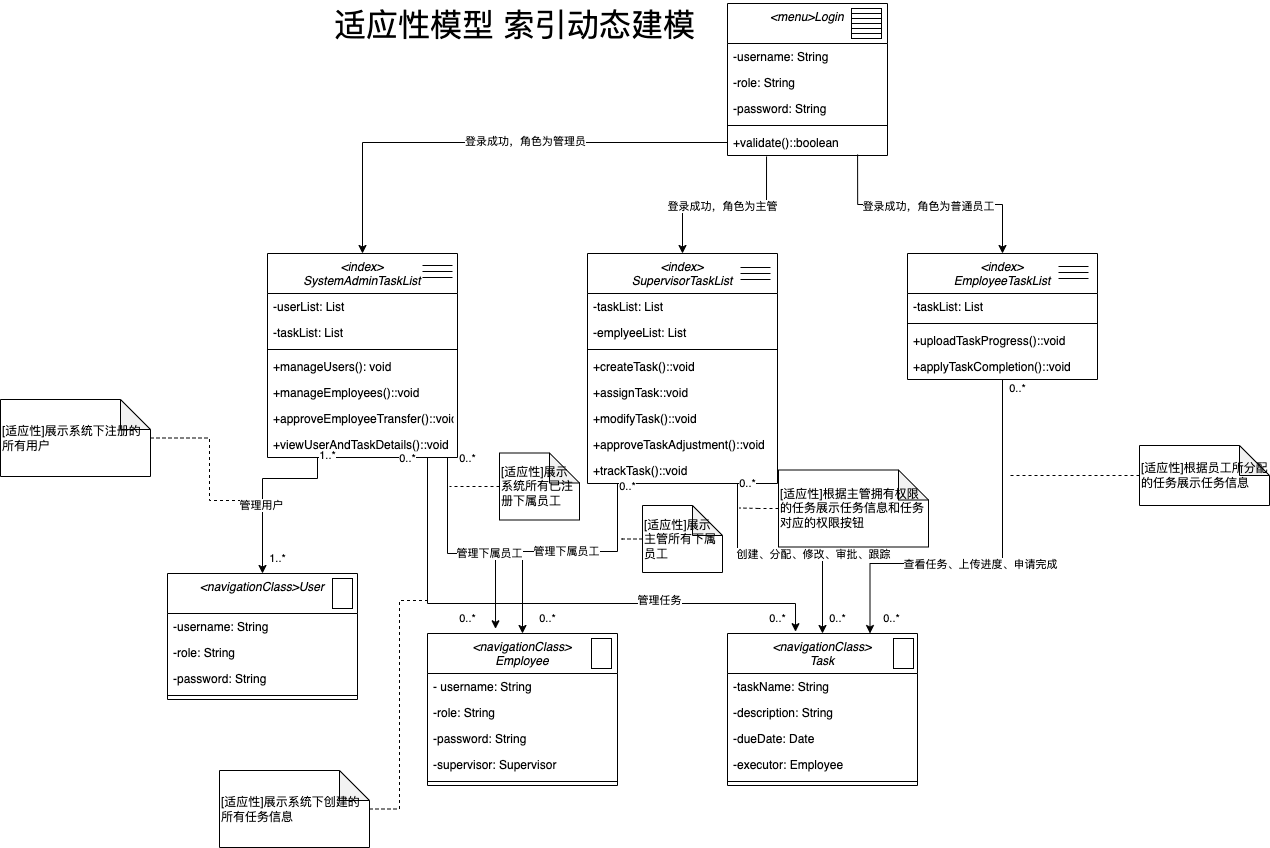 适应性模型 索引动态建模
<menu>Login
-username: String
-role: String
-password: String
+validate()::boolean
登录成功，角色为管理员
登录成功，角色为主管
登录成功，角色为普通员工
<index>
SystemAdminTaskList
-userList: List
-taskList: List
+manageUsers(): void
+manageEmployees()::void
+approveEmployeeTransfer()::void
+viewUserAndTaskDetails()::void
<index>
SupervisorTaskList
-taskList: List
-emplyeeList: List
+createTask()::void
+assignTask::void
+modifyTask()::void
+approveTaskAdjustment()::void
+trackTask()::void
<index>
EmployeeTaskList
-taskList: List
+uploadTaskProgress()::void
+applyTaskCompletion()::void
0..*
[适应性]展示系统下注册的
所有用户
1..*
0..*
0..*
[适应性]展示
系统所有已注
册下属员工
0..*
0..*
[适应性]根据主管拥有权限
的任务展示任务信息和任务
对应的权限按钮
[适应性]根据员工所分配
的任务展示任务信息
管理用户
[适应性]展示
主管所有下属
员工
管理下属员工
管理下属员工
创建、分配、修改、审批、跟踪
查看任务、上传进度、申请完成
1..*
管理任务
0..*
0..*
0..*
0..*
0..*
<navigationClass>User
-username: String
-role: String
-password: String
<navigationClass>
Employee
- username: String
-role: String
-password: String
-supervisor: Supervisor
<navigationClass>
Task
-taskName: String
-description: String
-dueDate: Date
-executor: Employee
[适应性]展示系统下创建的
所有任务信息